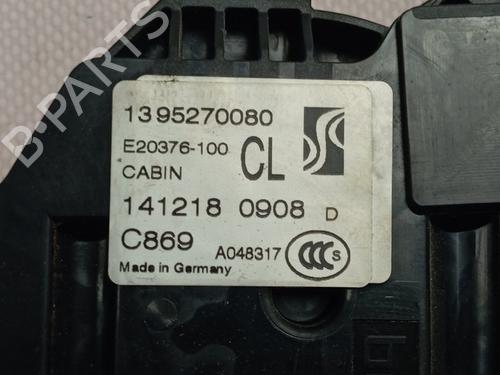 B-PARTS
1395270080
E20376-100 CL
CABIN
141218 0908 D
C869 A048317 CCC S
Made in Germany